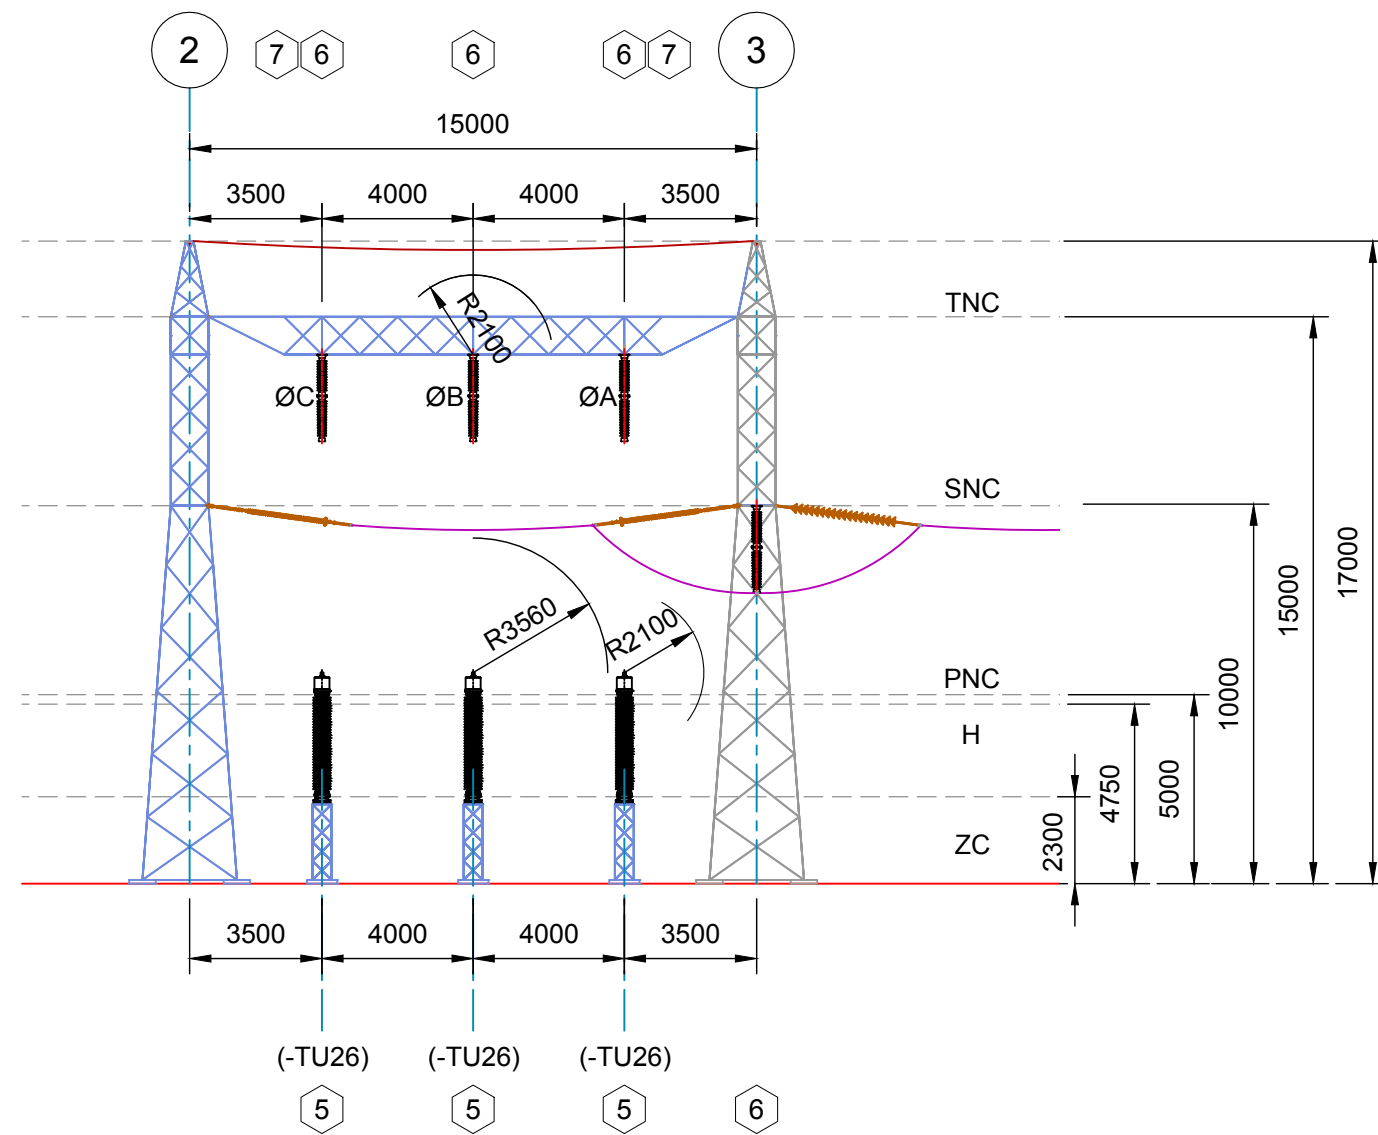 2 7 6 6 6 7 3
15000
3500 4000 4000 3500
TNC
R2100
ØC ØB ØA
SNC
R3560 R2100
PNC
H
ZC
2300 4750 5000 10000 15000 17000
3500 4000 4000 3500
(-TU26) (-TU26) (-TU26)
5 5 5 6